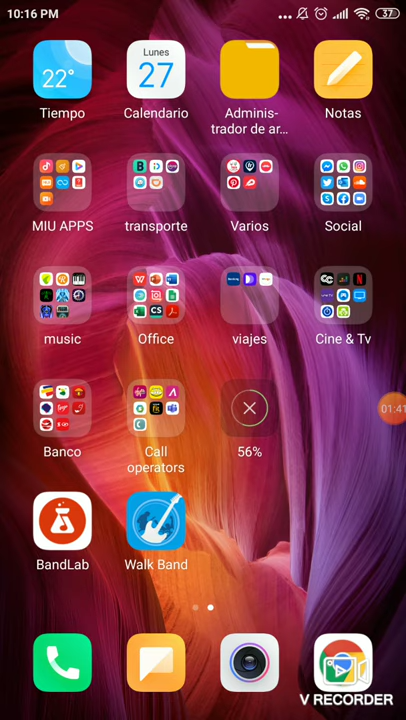 10:16 PM
37
22°
Lunes
27
Tiempo
Calendario
Adminis-
trador de ar...
Notas
MIU APPS
transporte
Varios
Social
music
Office
viajes
Cine & Tv
01:41
Banco
Call
operators
56%
BandLab
Walk Band
V RECORDER